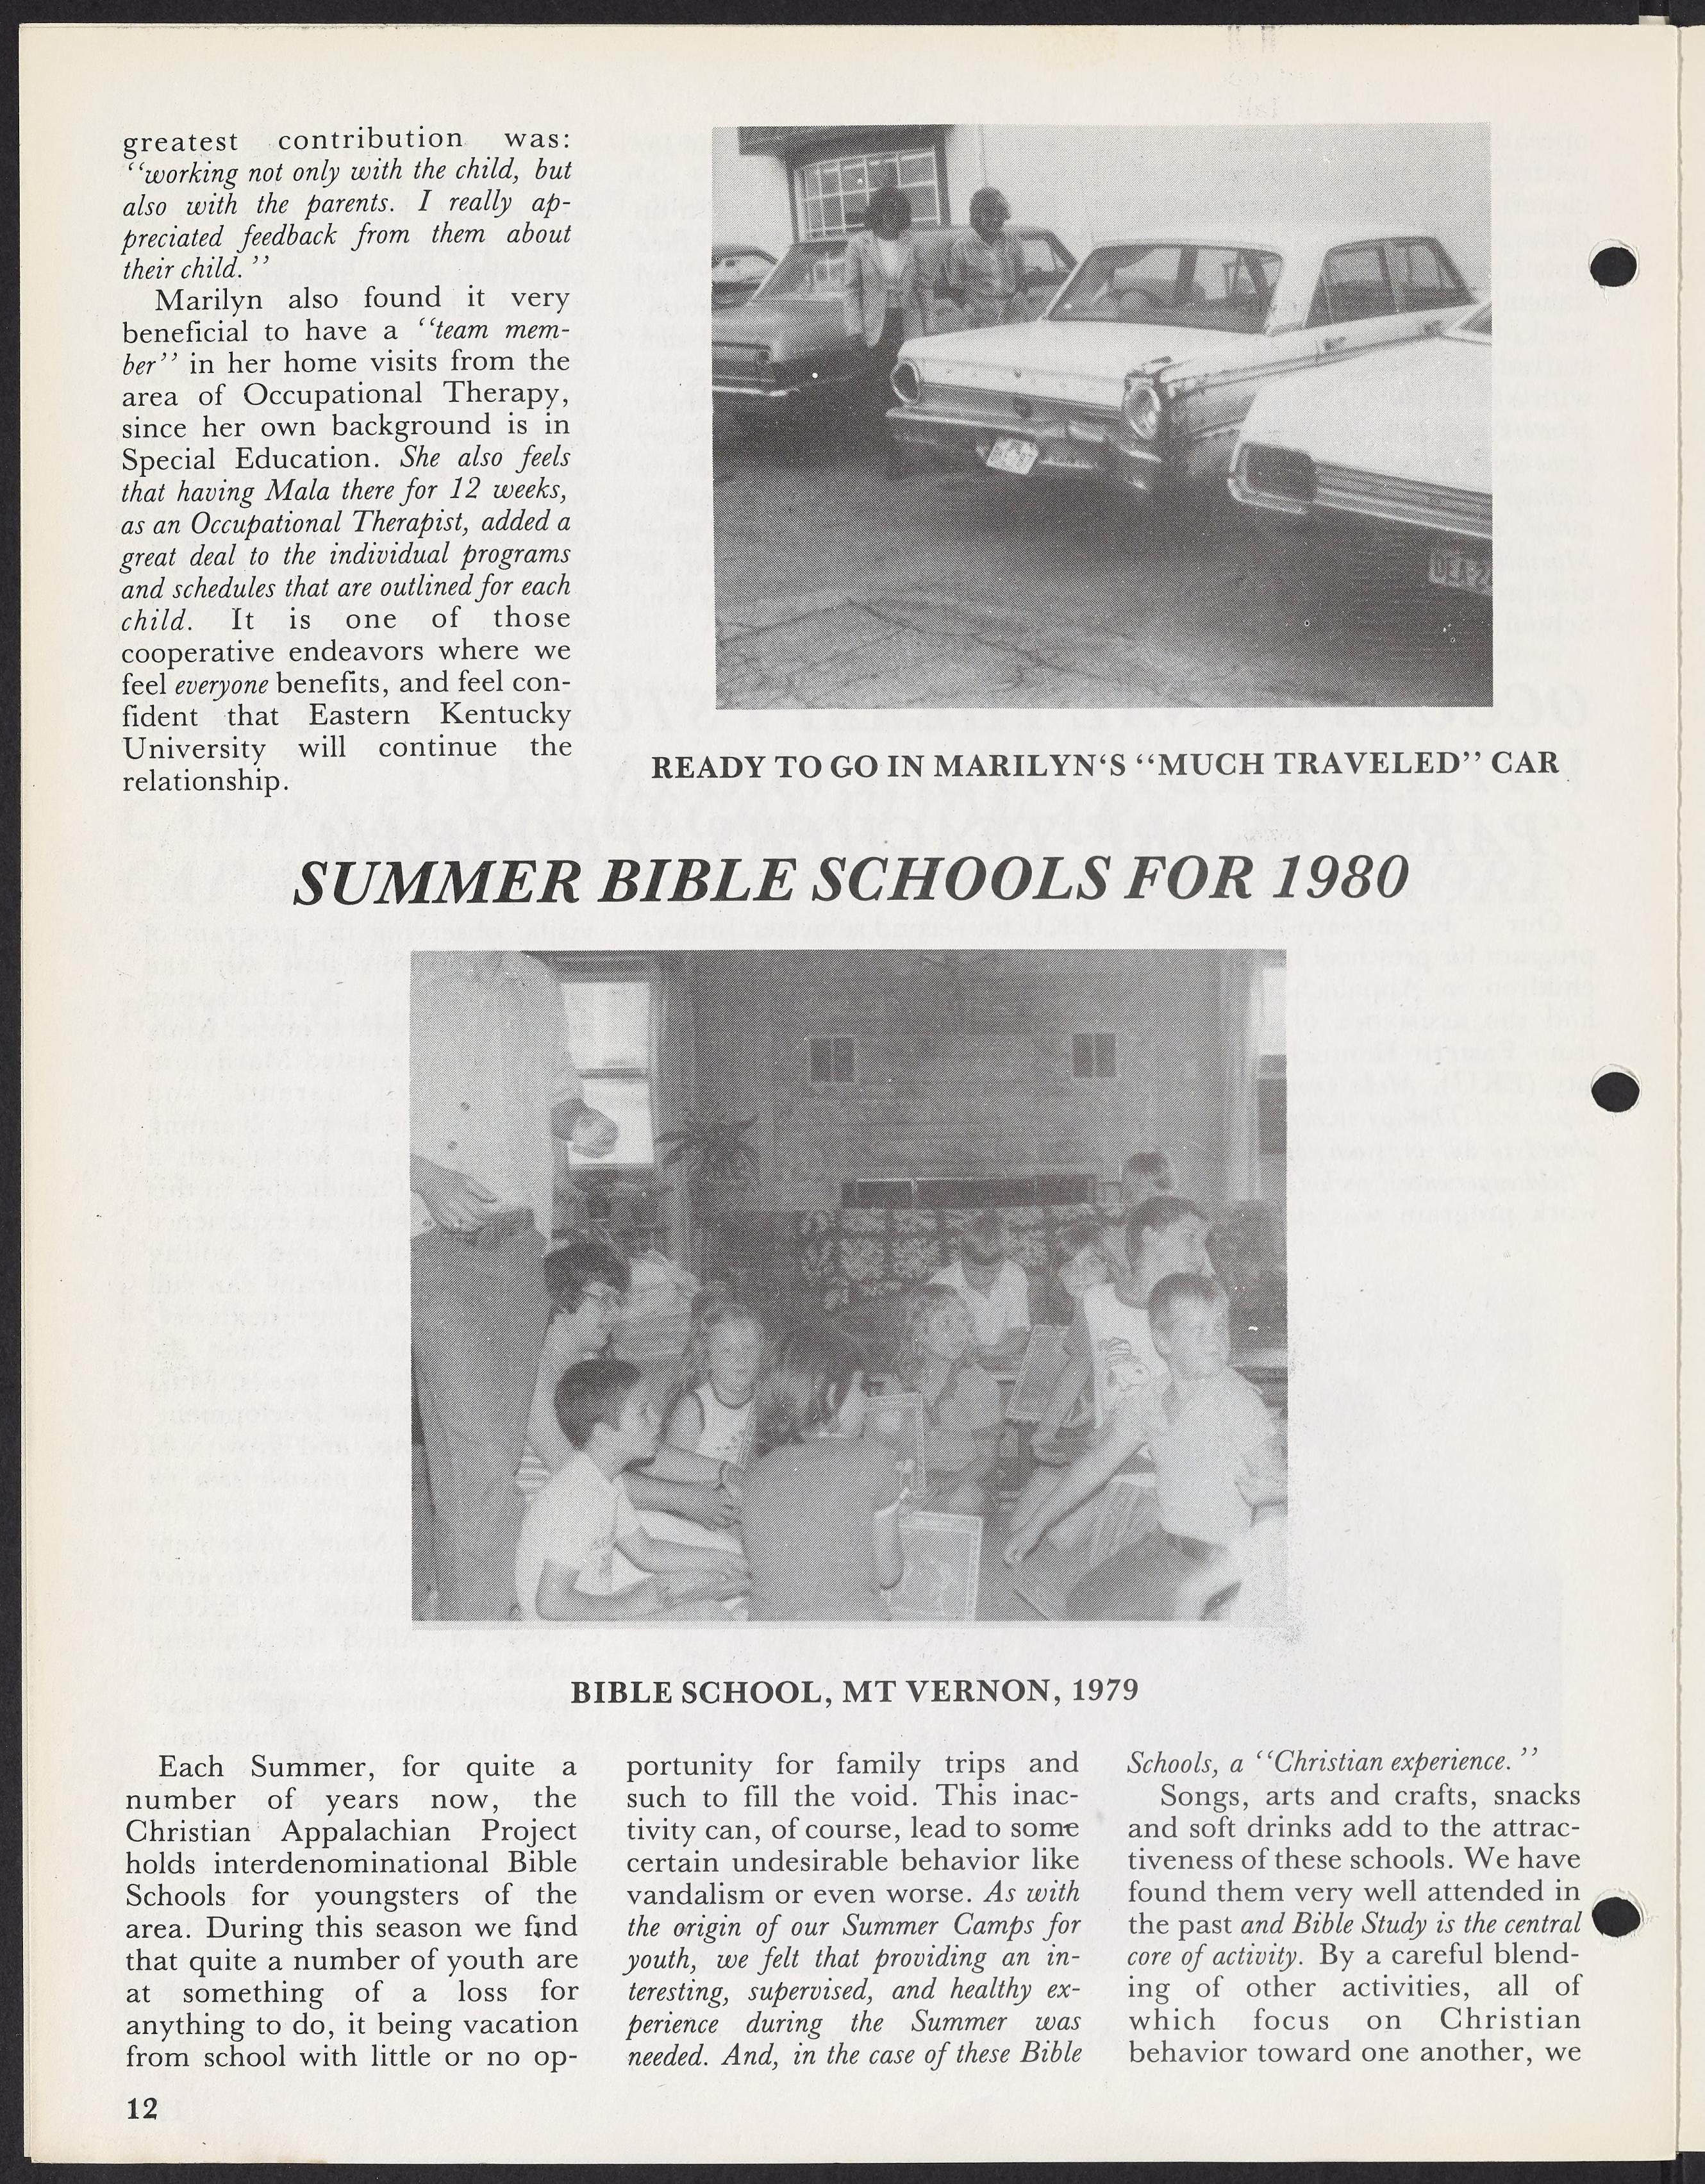 greatest contribution was:
‘‘working not only with the child, but
also with the parents. I really ap-
preciated feedback from them about
their child.’’
Marilyn also found it very
beneficial to have a ‘‘team mem-
ber’’ in her home visits from the
area of Occupational Therapy,
since her own background is in
Special Education. She also feels
that having Mala there for 12 weeks,
as an Occupational Therapist, added a
great deal to the individual programs
and schedules that are outlined for each
child. It is one of those
cooperative endeavors where we
feel everyone benefits, and feel con-
fident that Eastern Kentucky
University will continue the
relationship.
READY TO GO IN MARILYN‘S ‘‘MUCH TRAVELED’’ CAR
SUMMER BIBLE SCHOOLS FOR 1980
BIBLE SCHOOL, MT VERNON, 1979
Each Summer, for quite a
number of years now, the
Christian Appalachian Project
holds interdenominational Bible
Schools for youngsters of the
area. During this season we find
that quite a number of youth are
at something of a loss for
anything to do, it being vacation
from school with little or no op-
portunity for family trips and
such to fill the void. This inac-
tivity can, of course, lead to some
certain undesirable behavior like
vandalism or even worse. As with
the origin of our Summer Camps for
youth, we felt that providing an in-
teresting, supervised, and healthy ex-
perience during the Summer was
needed. And, in the case of these Bible
Schools, a ‘‘Christian experience.’’
Songs, arts and crafts, snacks
and soft drinks add to the attrac-
tiveness of these schools. We have
found them very well attended in
the past and Bible Study is the central
core of activity. By a careful blend-
ing of other activities, all of
which focus on Christian
behavior toward one another, we
12